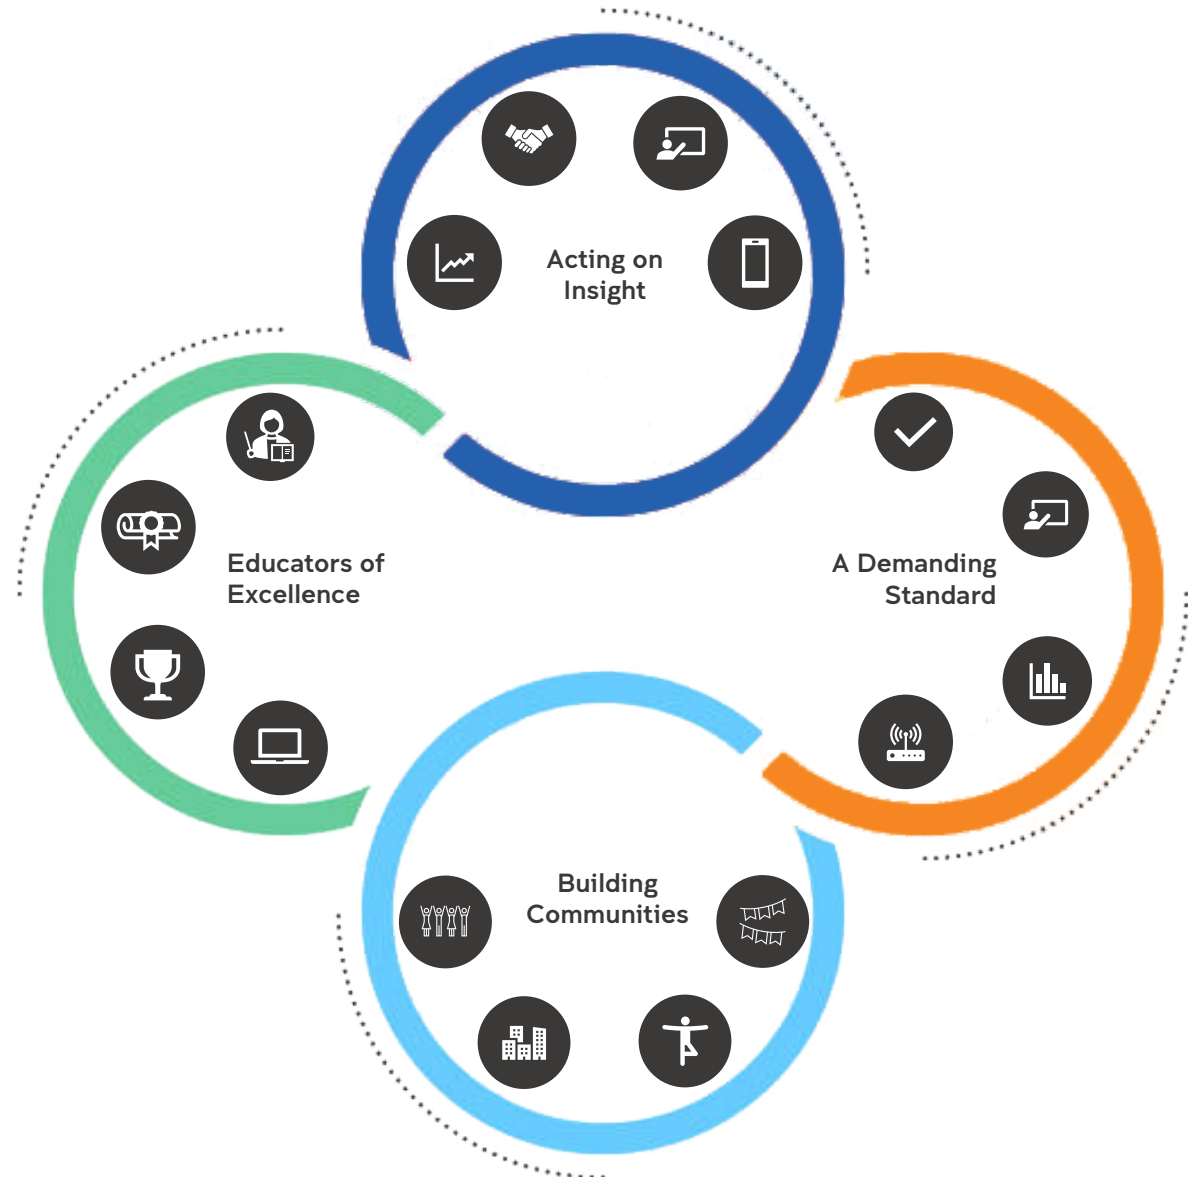 Acting on
Insight
Educators of
Excellence
A Demanding
Standard
Building
Communities